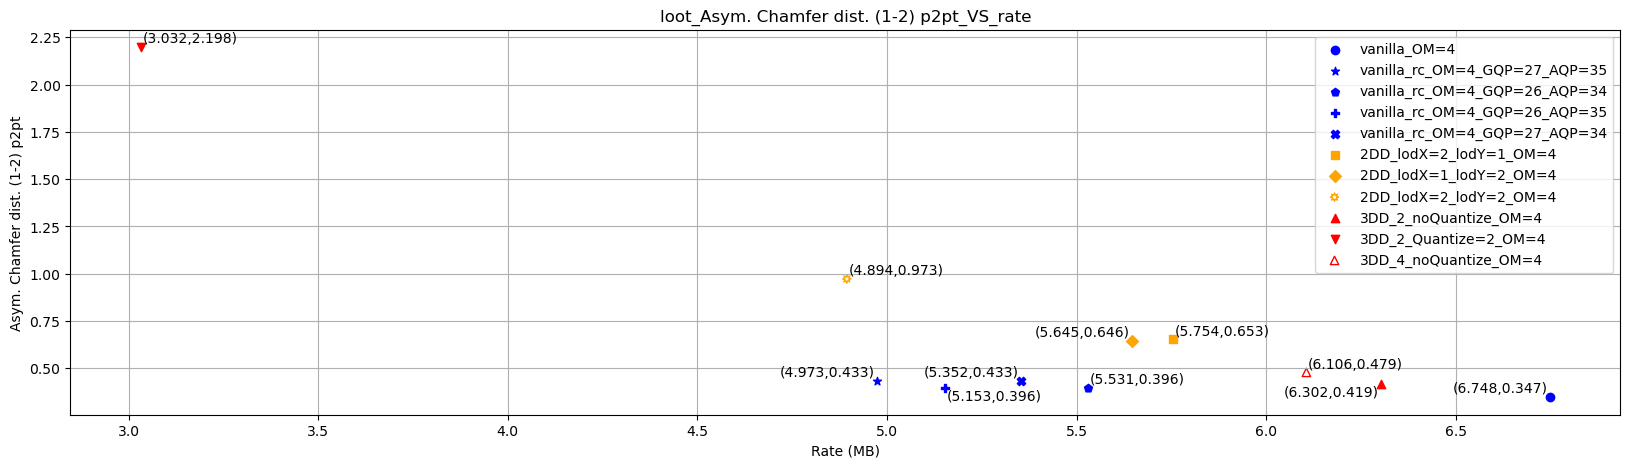 loot_Asym. Chamfer dist. (1-2) p2pt_VS_rate
Asym. Chamfer dist. (1-2) p2pt
2.25
2.00
1.75
1.50
1.25
1.00
0.75
0.50
(3.032,2.198)
(4.894,0.973)
(5.645,0.646)
(5.754,0.653)
(4.973,0.433)
(5.352,0.433)
(5.153,0.396)
(5.531,0.396)
(6.106,0.479)
(6.302,0.419)
(6.748,0.347)
vanilla_OM=4
vanilla_rc_OM=4_GQP=27_AQP=35
vanilla_rc_OM=4_GQP=26_AQP=34
vanilla_rc_OM=4_GQP=26_AQP=35
vanilla_rc_OM=4_GQP=27_AQP=34
2DD_lodX=2_lodY=1_OM=4
2DD_lodX=1_lodY=2_OM=4
2DD_lodX=2_lodY=2_OM=4
3DD_2_noQuantize_OM=4
3DD_2_Quantize=2_OM=4
3DD_4_noQuantize_OM=4
3.0 3.5 4.0 4.5 5.0 5.5 6.0 6.5
Rate (MB)